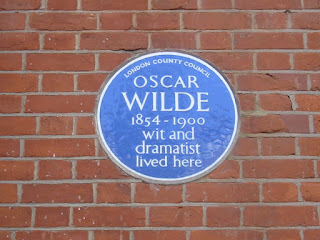 LONDON COUNTY COUNCIL
OSCAR
WILDE
1854-1900
wit and
dramatist
lived here